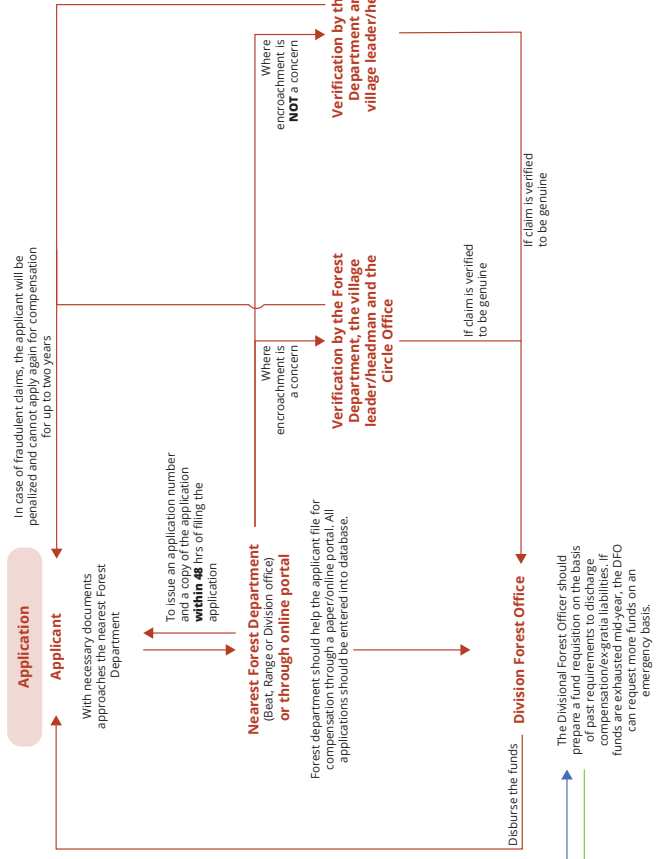 Application
Applicant
With necessary documents
approaches the nearest Forest
Department
In case of fraudulent claims, the applicant will be
penalized and cannot apply again for compensation
for up to two years
To issue an application number
and a copy of the application
within 48 hrs of filing the
application
Nearest Forest Department
(Beat, Range or Division office)
or through online portal
Forest department should help the applicant file for
compensation through a paper/online portal. All
applications should be entered into database.
Where
encroachment is
a concern
Where
encroachment is
NOT a concern
Verification by the Forest
Department, the village
leader/headman and the
Circle Office
Verification by the
Department
village
If claim is verified
to be genuine
If claim is verified
to be genuine
Division Forest Office
Disburse the funds
The Divisional Forest Officer should
prepare a fund requisition on the basis
of past requirements to discharge
compensation/ex-gratia liabilities. If
funds are exhausted mid-year, the DFO
can request more funds on an
emergency basis.